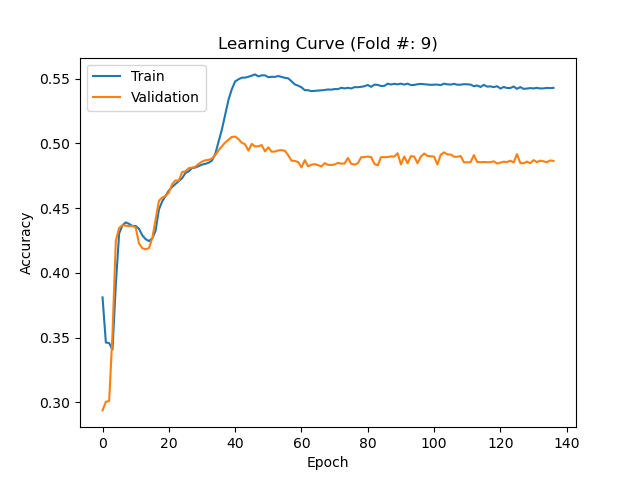 Learning Curve (Fold #: 9)
Train
Validation
Accuracy
0.55
0.50
0.45
0.40
0.35
0.30
0 20 40 60 80 100 120 140
Epoch